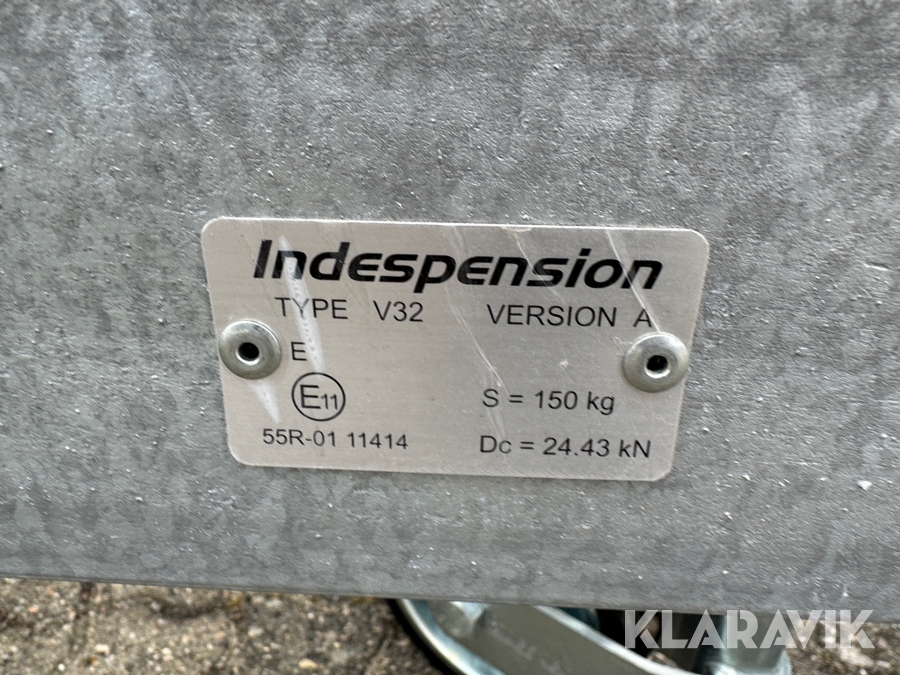 Indespension
TYPE V32 VERSION A
E
E11 S = 150 kg
55R-01 11414 Dc = 24.43 kN
KLARAVIK